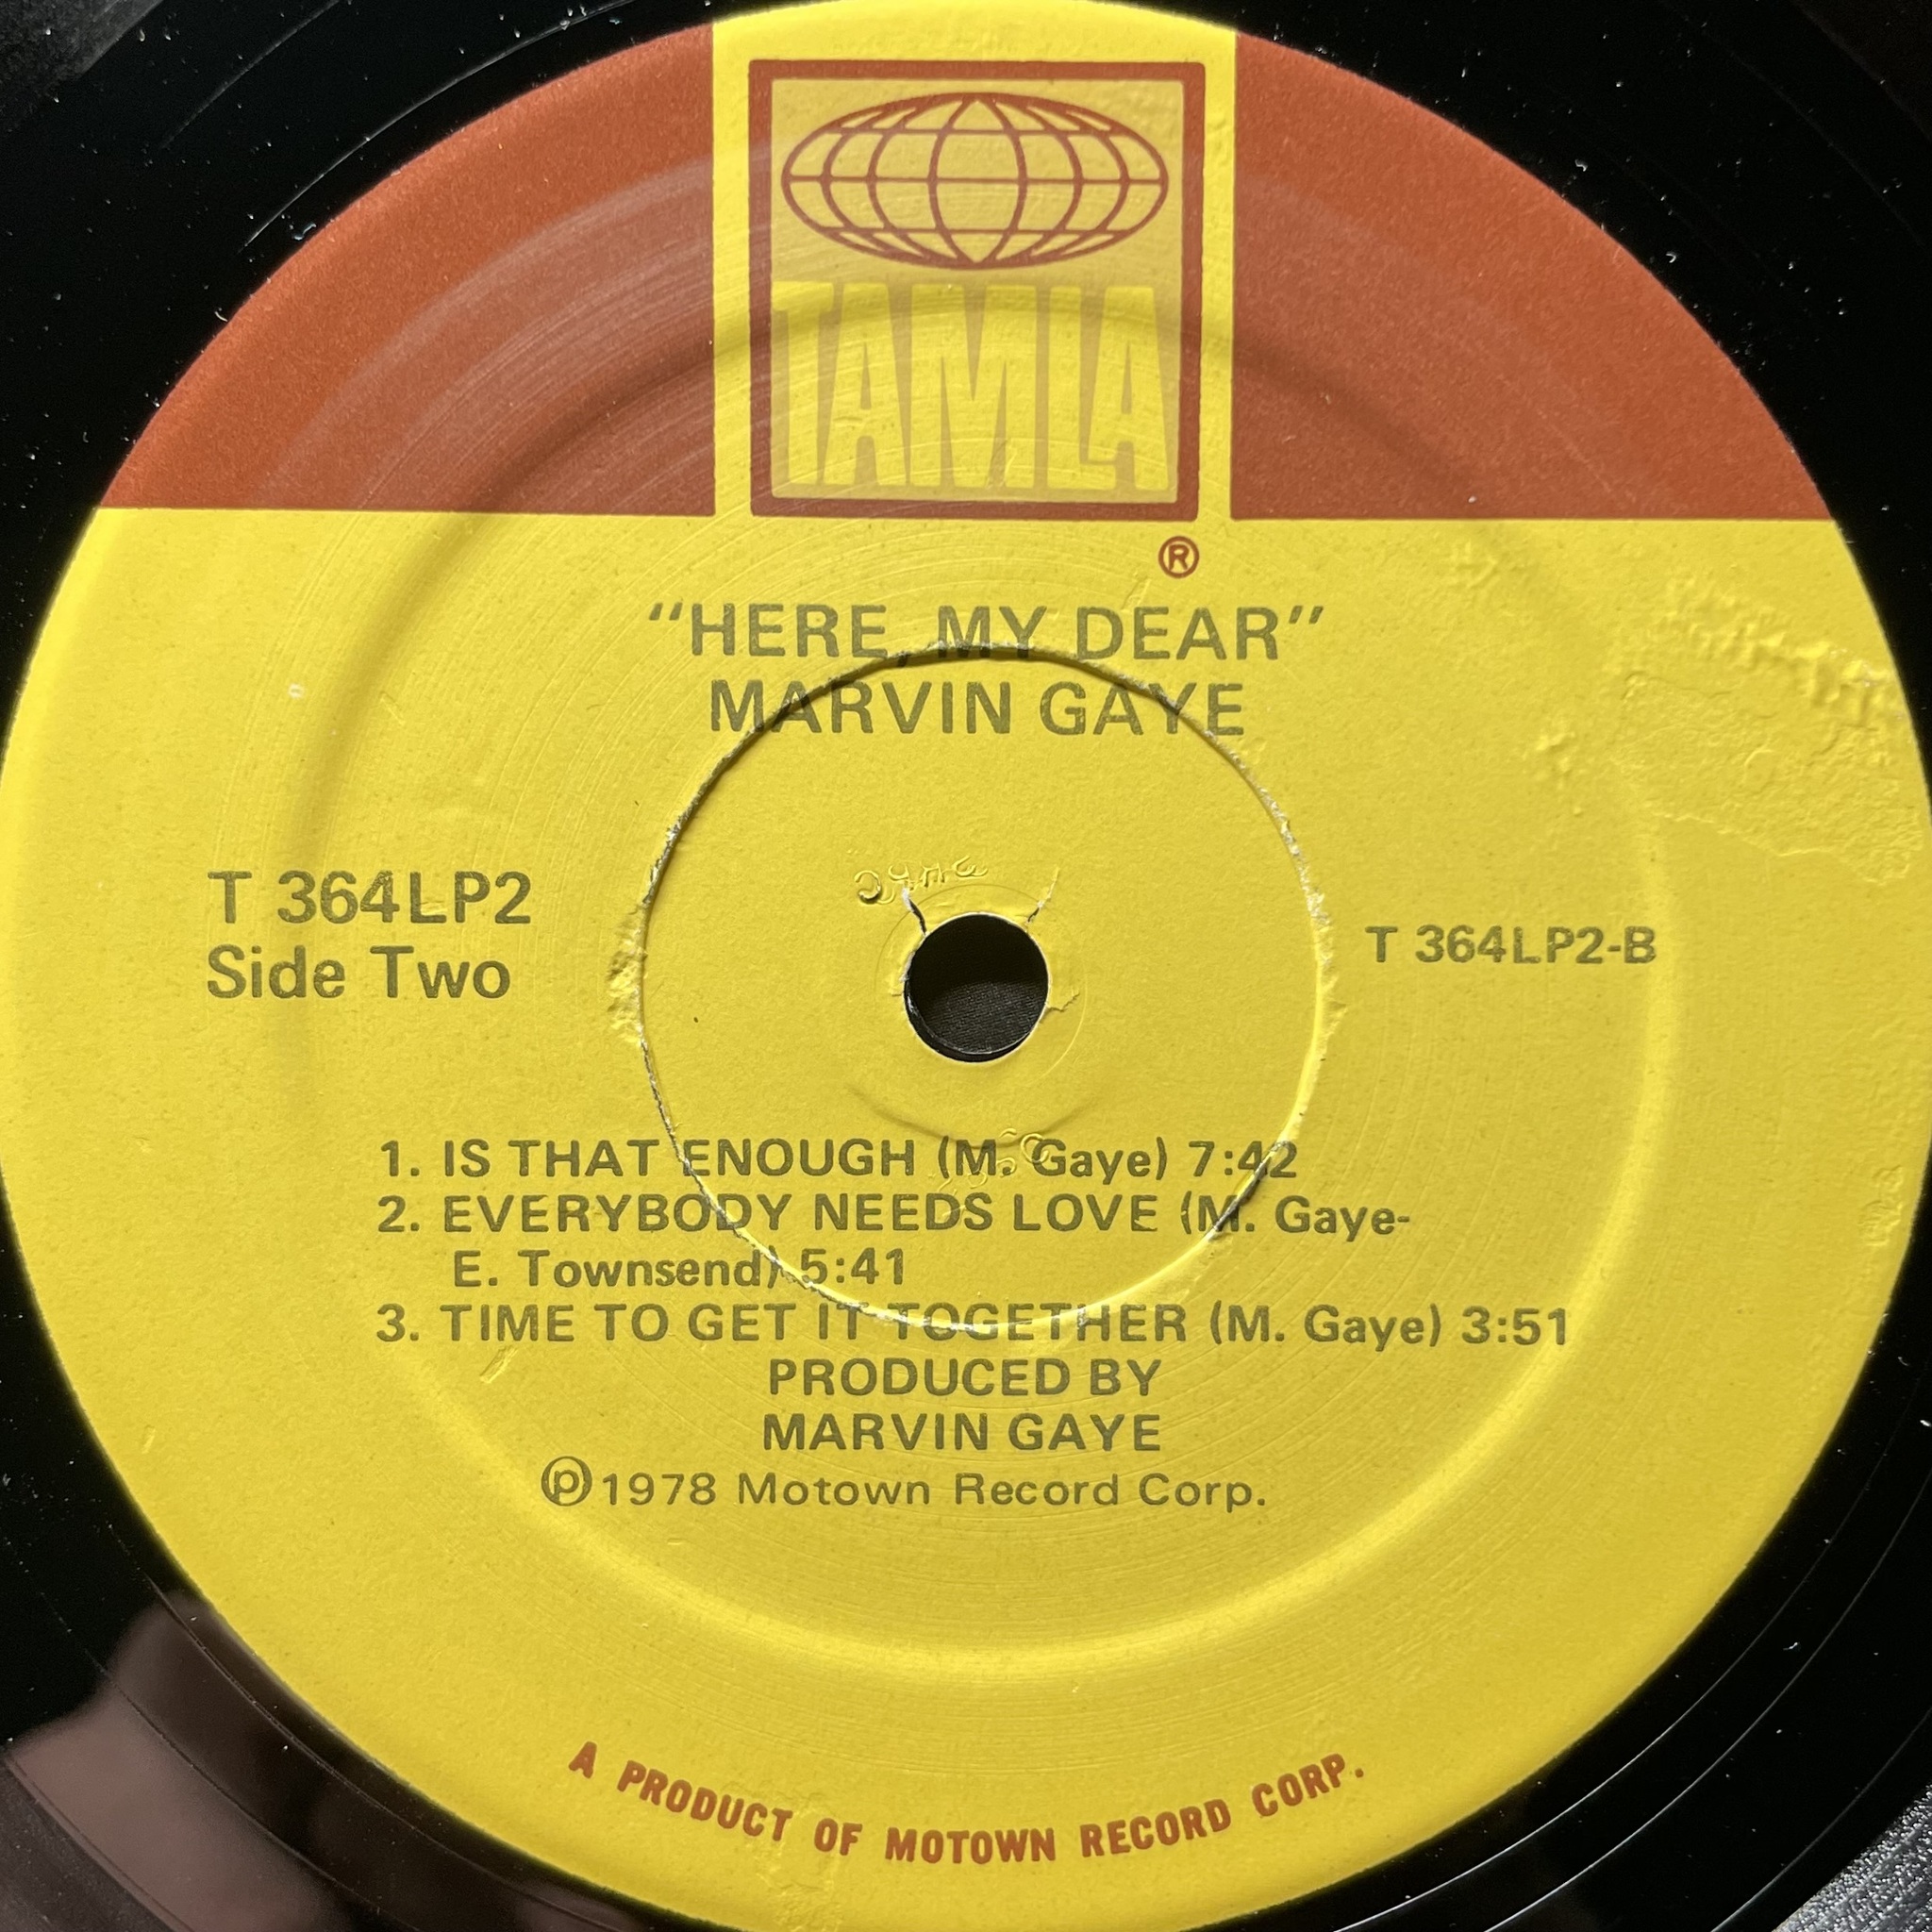 TAMLA
®
“HERE, MY DEAR”
MARVIN GAYE
T 364LP2
Side Two
T 364LP2-B
1. IS THAT ENOUGH (M. Gaye) 7:42
2. EVERYBODY NEEDS LOVE (M. Gaye-
E. Townsend) 5:41
3. TIME TO GET IT TOGETHER (M. Gaye) 3:51
PRODUCED BY
MARVIN GAYE
℗1978 Motown Record Corp.
A PRODUCT OF MOTOWN RECORD CORP.